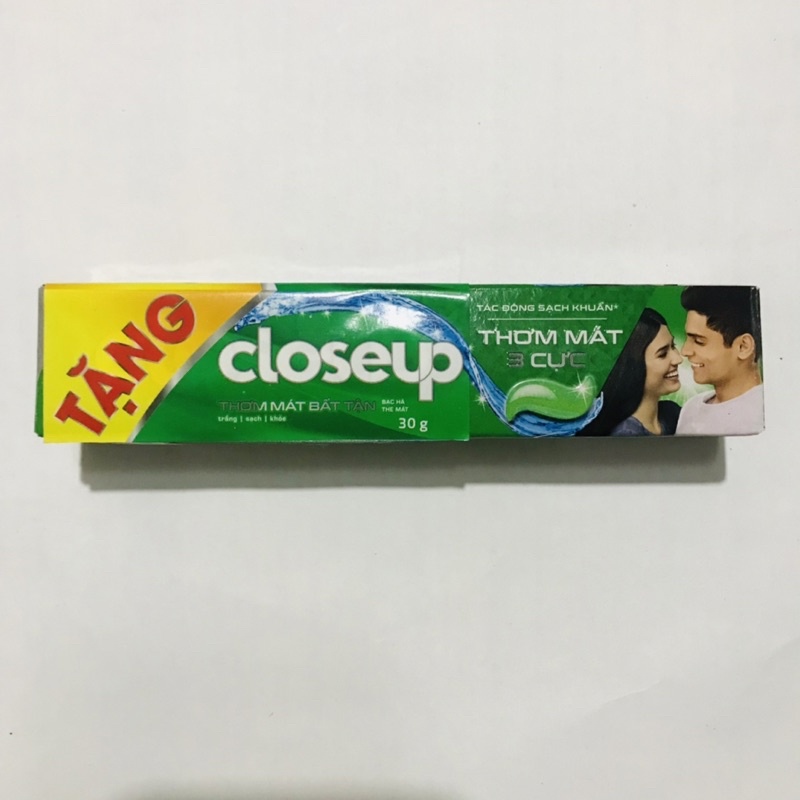 TẶNG
closeup
THƠM MÁT BẤT TẬN
BẠC HÀ
THE MÁT
trắng | sạch | khỏe
30 g
TÁC ĐỘNG SẠCH KHUẨN*
THƠM MÁT
3 CỰC